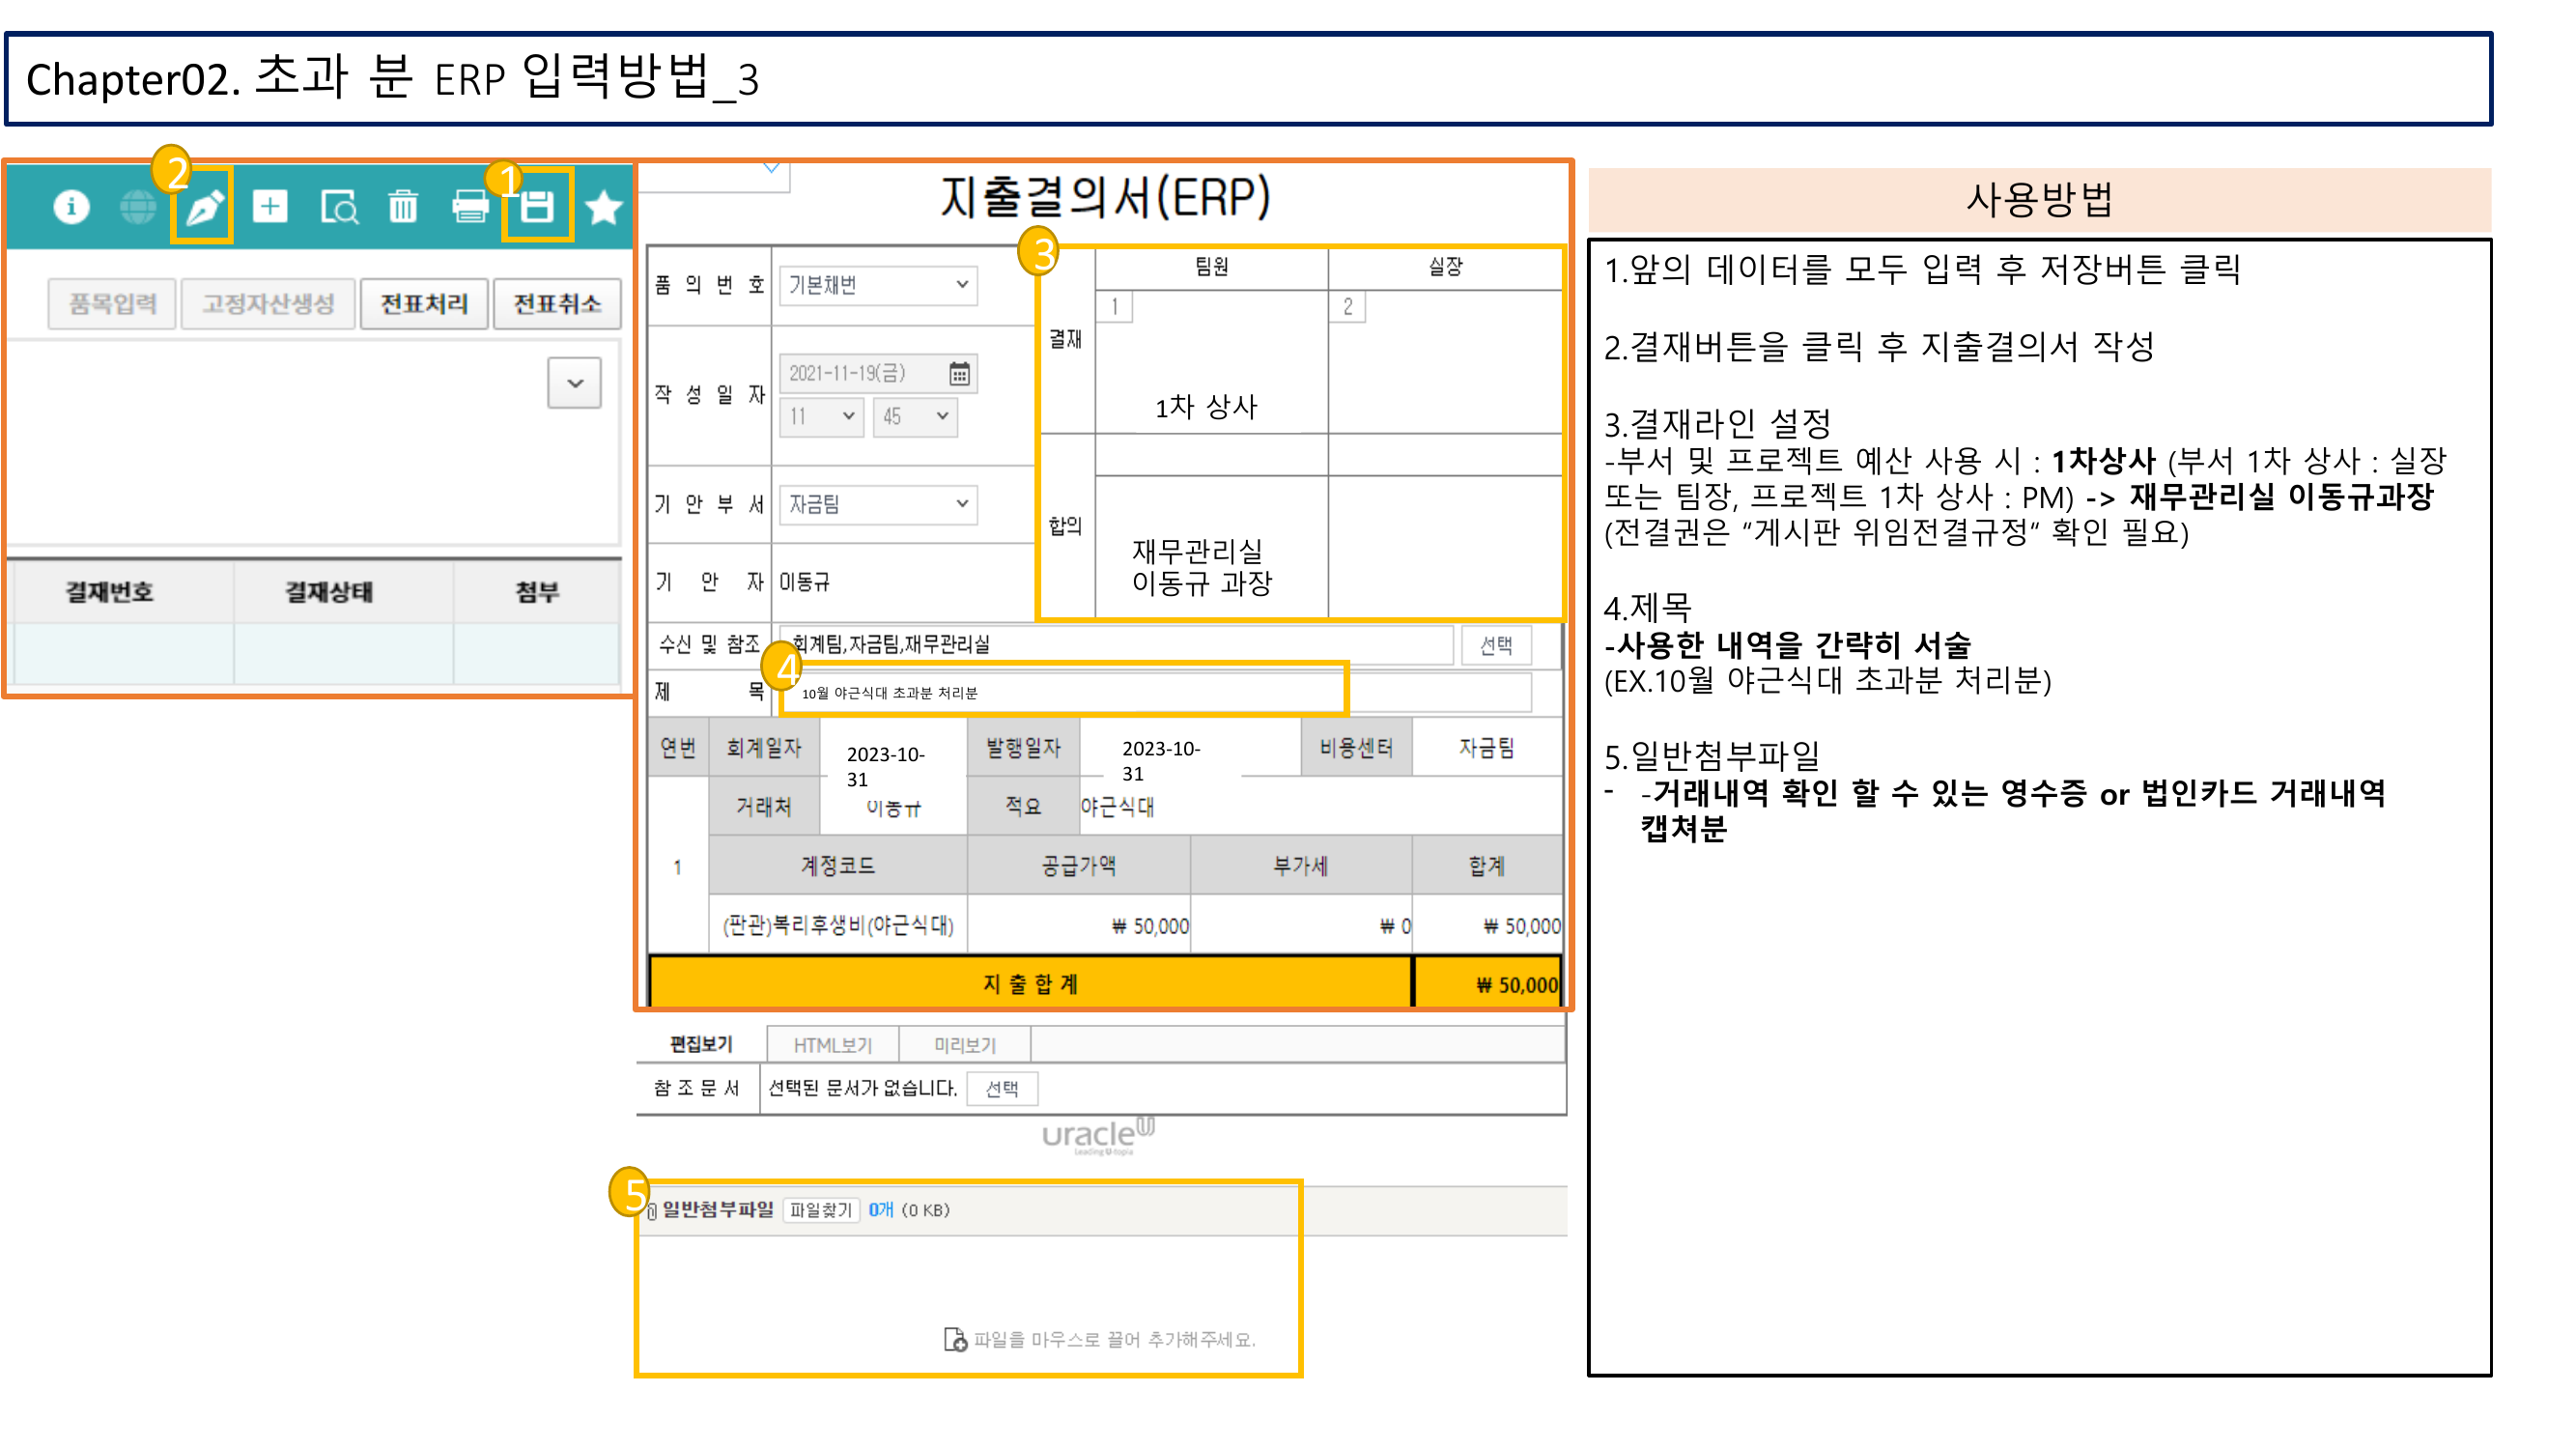 Chapter02. 초과 분 ERP 입력방법_3
2
1
품목입력 고정자산생성 전표처리 전표취소
결재번호 결재상태 첨부
지출결의서(ERP)
3
품 의 번 호 기본채번
작 성 일 자 2021-11-19(금)
11 45
기 안 부 서 자금팀
기 안 자 이동규
결재 팀원 실장
1 2
1차 상사
합의
재무관리실
이동규 과장
수신 및 참조 회계팀,자금팀,재무관리실 선택
4
제 목 10월 야근식대 초과분 처리분
연번 회계일자 2023-10-31 발행일자 2023-10-31 비용센터 자금팀
거래처 이동규 적요 야근식대
1 계정코드 공급가액 부가세 합계
(판관)복리후생비(야근식대) ₩ 50,000 ₩ 0 ₩ 50,000
지 출 합 계 ₩ 50,000
편집보기 HTML보기 미리보기
참 조 문 서 선택된 문서가 없습니다. 선택
uracle
Leading U-topia
5
일반첨부파일 파일찾기 0개 (0 KB)
파일을 마우스로 끌어 추가해주세요.
사용방법
1.앞의 데이터를 모두 입력 후 저장버튼 클릭
2.결재버튼을 클릭 후 지출결의서 작성
3.결재라인 설정
-부서 및 프로젝트 예산 사용 시 : 1차상사 (부서 1차 상사 : 실장
또는 팀장, 프로젝트 1차 상사 : PM) -> 재무관리실 이동규과장
(전결권은 “게시판 위임전결규정“ 확인 필요)
4.제목
-사용한 내역을 간략히 서술
(EX.10월 야근식대 초과분 처리분)
5.일반첨부파일
- -거래내역 확인 할 수 있는 영수증 or 법인카드 거래내역
캡쳐분